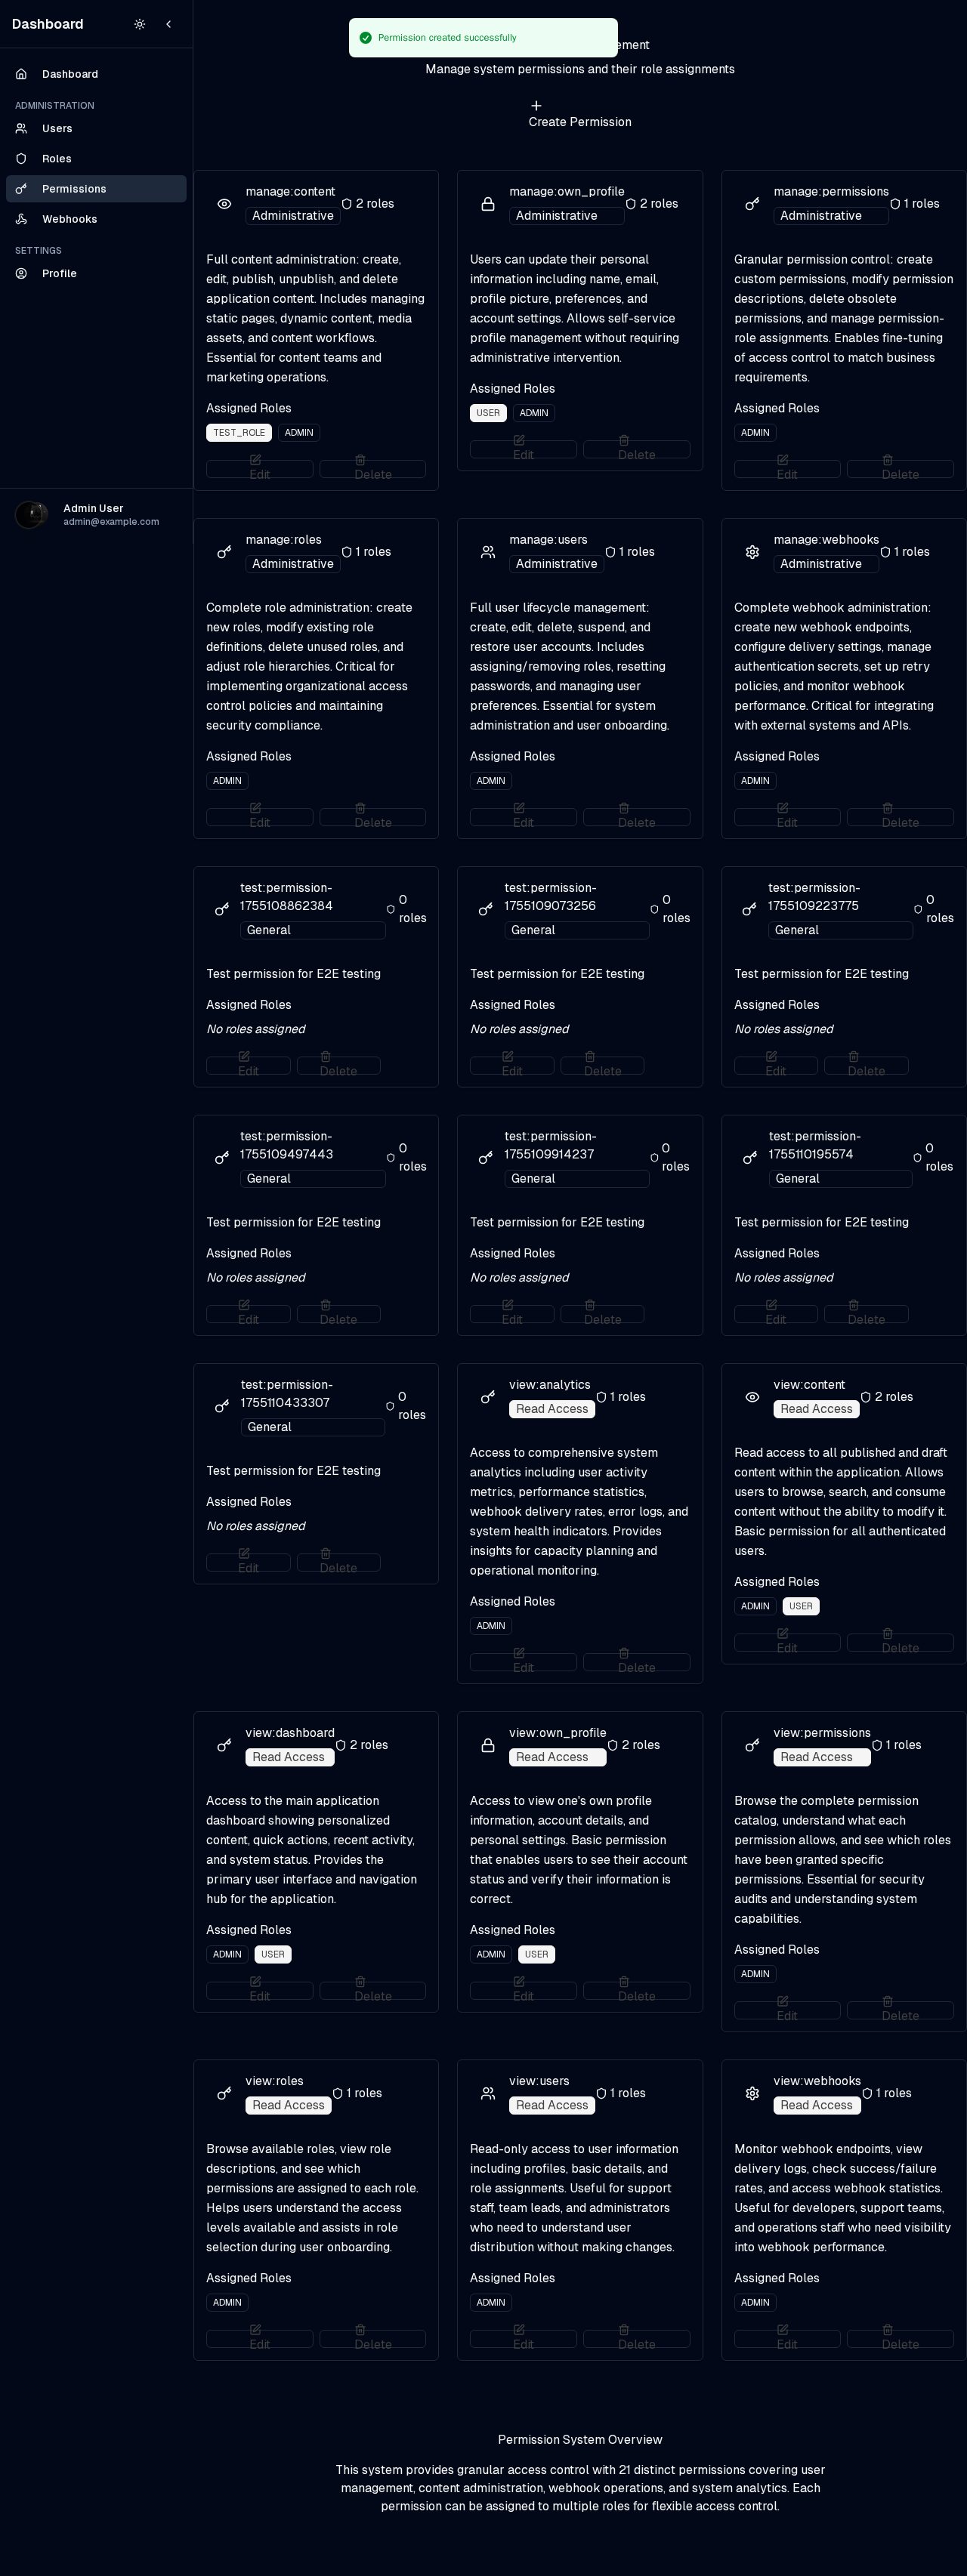 Dashboard
Dashboard
ADMINISTRATION
Users
Roles
Permissions
Webhooks
SETTINGS
Profile
Admin User
admin@example.com
Permission created successfully
Manage system permissions and their role assignments
Create Permission
manage:content
Administrative
2 roles
Full content administration: create,
edit, publish, unpublish, and delete
application content. Includes managing
static pages, dynamic content, media
assets, and content workflows.
Essential for content teams and
marketing operations.
Assigned Roles
TEST_ROLE ADMIN
Edit Delete
manage:own_profile
Administrative
2 roles
Users can update their personal
information including name, email,
profile picture, preferences, and
account settings. Allows self-service
profile management without requiring
administrative intervention.
Assigned Roles
USER ADMIN
Edit Delete
manage:permissions
Administrative
1 roles
Granular permission control: create
custom permissions, modify permission
descriptions, delete obsolete
permissions, and manage permission-
role assignments. Enables fine-tuning
of access control to match business
requirements.
Assigned Roles
ADMIN
Edit Delete
manage:roles
Administrative
1 roles
Complete role administration: create
new roles, modify existing role
definitions, delete unused roles, and
adjust role hierarchies. Critical for
implementing organizational access
control policies and maintaining
security compliance.
Assigned Roles
ADMIN
Edit Delete
manage:users
Administrative
1 roles
Full user lifecycle management:
create, edit, delete, suspend, and
restore user accounts. Includes
assigning/removing roles, resetting
passwords, and managing user
preferences. Essential for system
administration and user onboarding.
Assigned Roles
ADMIN
Edit Delete
manage:webhooks
Administrative
1 roles
Complete webhook administration:
create new webhook endpoints,
configure delivery settings, manage
authentication secrets, set up retry
policies, and monitor webhook
performance. Critical for integrating
with external systems and APIs.
Assigned Roles
ADMIN
Edit Delete
test:permission-
1755108862384
General
0
roles
Test permission for E2E testing
Assigned Roles
No roles assigned
Edit Delete
test:permission-
1755109073256
General
0
roles
Test permission for E2E testing
Assigned Roles
No roles assigned
Edit Delete
test:permission-
1755109223775
General
0
roles
Test permission for E2E testing
Assigned Roles
No roles assigned
Edit Delete
test:permission-
1755109497443
General
0
roles
Test permission for E2E testing
Assigned Roles
No roles assigned
Edit Delete
test:permission-
1755109914237
General
0
roles
Test permission for E2E testing
Assigned Roles
No roles assigned
Edit Delete
test:permission-
1755110195574
General
0
roles
Test permission for E2E testing
Assigned Roles
No roles assigned
Edit Delete
test:permission-
1755110433307
General
0
roles
Test permission for E2E testing
Assigned Roles
No roles assigned
Edit Delete
view:analytics
Read Access
1 roles
Access to comprehensive system
analytics including user activity
metrics, performance statistics,
webhook delivery rates, error logs, and
system health indicators. Provides
insights for capacity planning and
operational monitoring.
Assigned Roles
ADMIN
Edit Delete
view:content
Read Access
2 roles
Read access to all published and draft
content within the application. Allows
users to browse, search, and consume
content without the ability to modify it.
Basic permission for all authenticated
users.
Assigned Roles
ADMIN USER
Edit Delete
view:dashboard
Read Access
2 roles
Access to the main application
dashboard showing personalized
content, quick actions, recent activity,
and system status. Provides the
primary user interface and navigation
hub for the application.
Assigned Roles
ADMIN USER
Edit Delete
view:own_profile
Read Access
2 roles
Access to view one's own profile
information, account details, and
personal settings. Basic permission
that enables users to see their account
status and verify their information is
correct.
Assigned Roles
ADMIN USER
Edit Delete
view:permissions
Read Access
1 roles
Browse the complete permission
catalog, understand what each
permission allows, and see which roles
have been granted specific
permissions. Essential for security
audits and understanding system
capabilities.
Assigned Roles
ADMIN
Edit Delete
view:roles
Read Access
1 roles
Browse available roles, view role
descriptions, and see which
permissions are assigned to each role.
Helps users understand the access
levels available and assists in role
selection during user onboarding.
Assigned Roles
ADMIN
Edit Delete
view:users
Read Access
1 roles
Read-only access to user information
including profiles, basic details, and
role assignments. Useful for support
staff, team leads, and administrators
who need to understand user
distribution without making changes.
Assigned Roles
ADMIN
Edit Delete
view:webhooks
Read Access
1 roles
Monitor webhook endpoints, view
delivery logs, check success/failure
rates, and access webhook statistics.
Useful for developers, support teams,
and operations staff who need visibility
into webhook performance.
Assigned Roles
ADMIN
Edit Delete
Permission System Overview
This system provides granular access control with 21 distinct permissions covering user
management, content administration, webhook operations, and system analytics. Each
permission can be assigned to multiple roles for flexible access control.